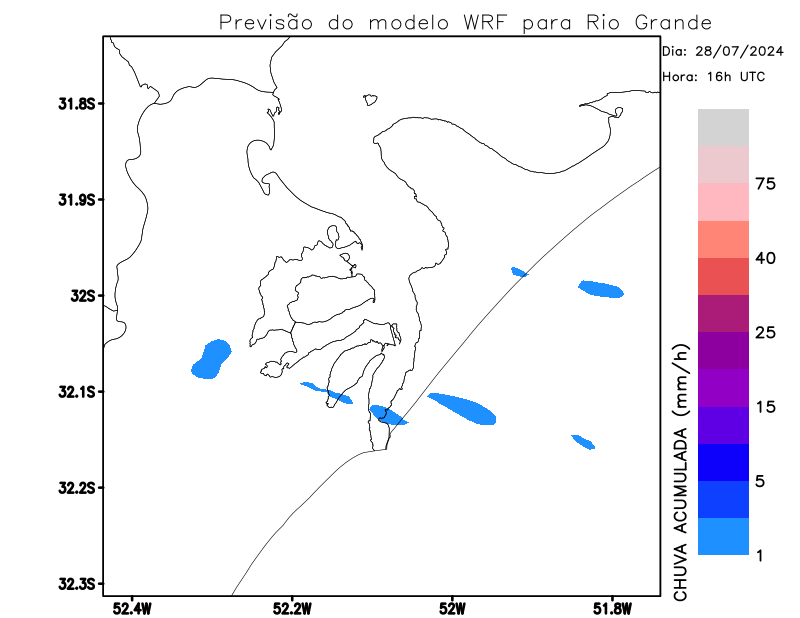 Previsão do modelo WRF para Rio Grande
Dia: 28/07/2024
Hora: 16h UTC
31.8S
31.9S
32S
32.1S
32.2S
32.3S
52.4W
52.2W
52W
51.8W
75
40
25
15
5
1
CHUVA ACUMULADA (mm/h)